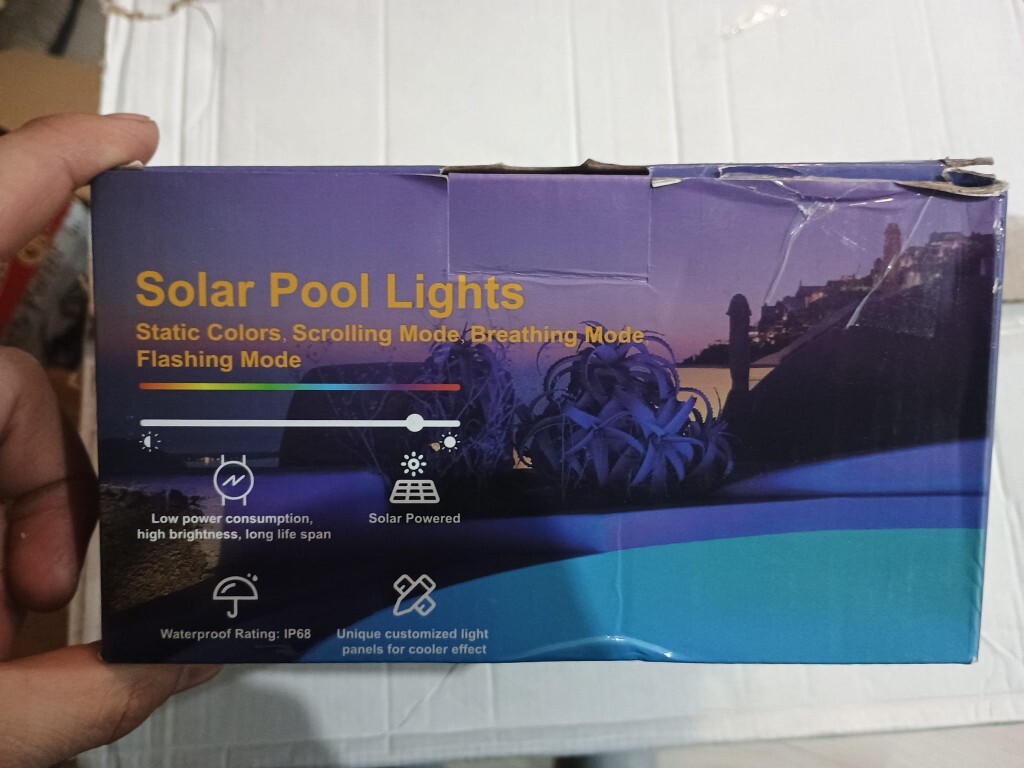 Solar Pool Lights
Static Colors, Scrolling Mode, Breathing Mode
Flashing Mode
Low power consumption,
high brightness, long life span
Solar Powered
Waterproof Rating: IP68
Unique customized light
panels for cooler effect